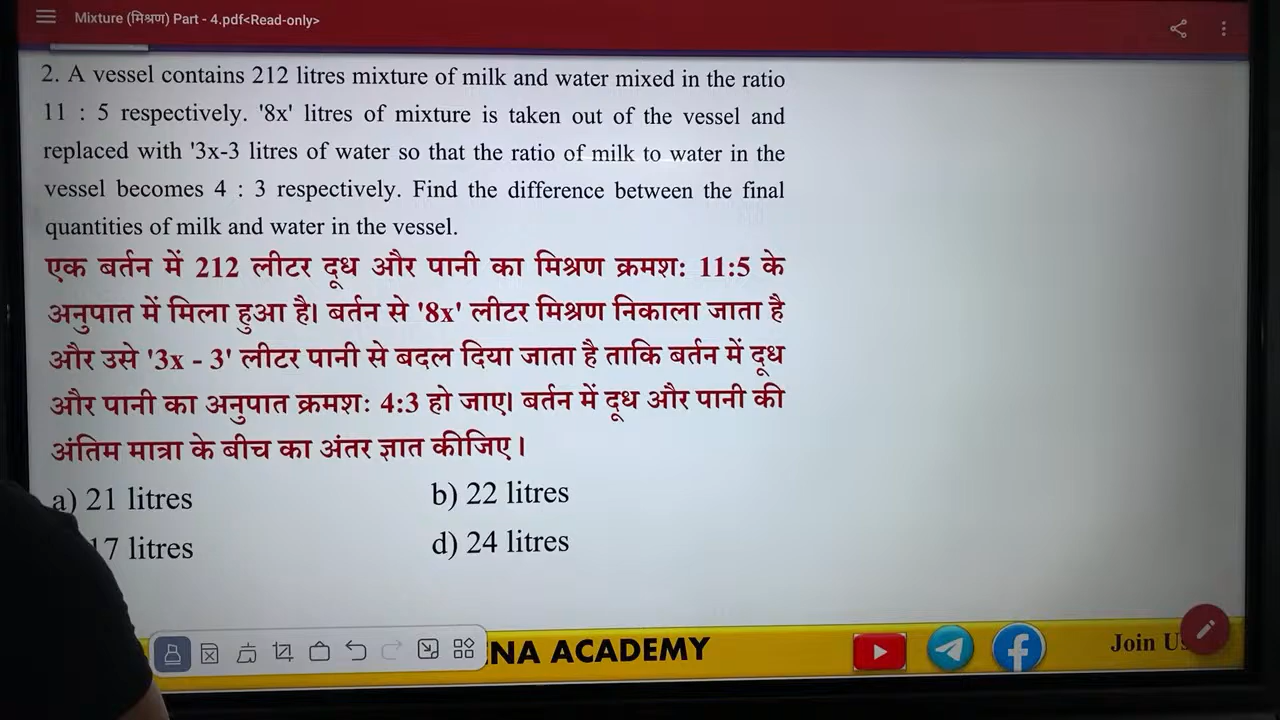 Mixture (मिश्रण) Part - 4.pdf<Read-only>
2. A vessel contains 212 litres mixture of milk and water mixed in the ratio
11 : 5 respectively. '8x' litres of mixture is taken out of the vessel and
replaced with '3x-3 litres of water so that the ratio of milk to water in the
vessel becomes 4 : 3 respectively. Find the difference between the final
quantities of milk and water in the vessel.
एक बर्तन में 212 लीटर दूध और पानी का मिश्रण क्रमश: 11:5 के
अनुपात में मिला हुआ है। बर्तन से '8x' लीटर मिश्रण निकाला जाता है
और उसे '3x - 3' लीटर पानी से बदल दिया जाता है ताकि बर्तन में दूध
और पानी का अनुपात क्रमश: 4:3 हो जाए। बर्तन में दूध और पानी की
अंतिम मात्रा के बीच का अंतर ज्ञात कीजिए।
a) 21 litres b) 22 litres
17 litres d) 24 litres
NA ACADEMY
Join Us